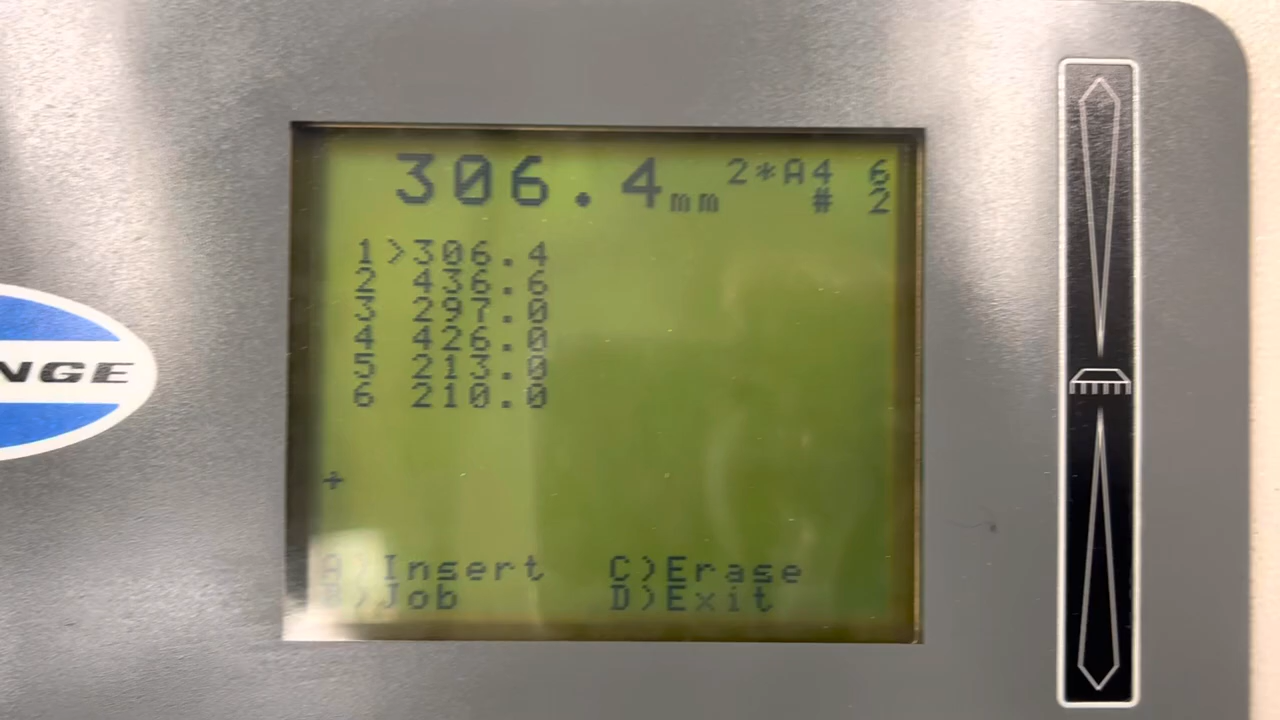 306.4mm 2*A4 6
# 2
1 >306.4
2 436.6
3 297.0
4 426.0
5 213.0
6 210.0
+
A)Insert C)Erase
B)Job D)Exit
NGE